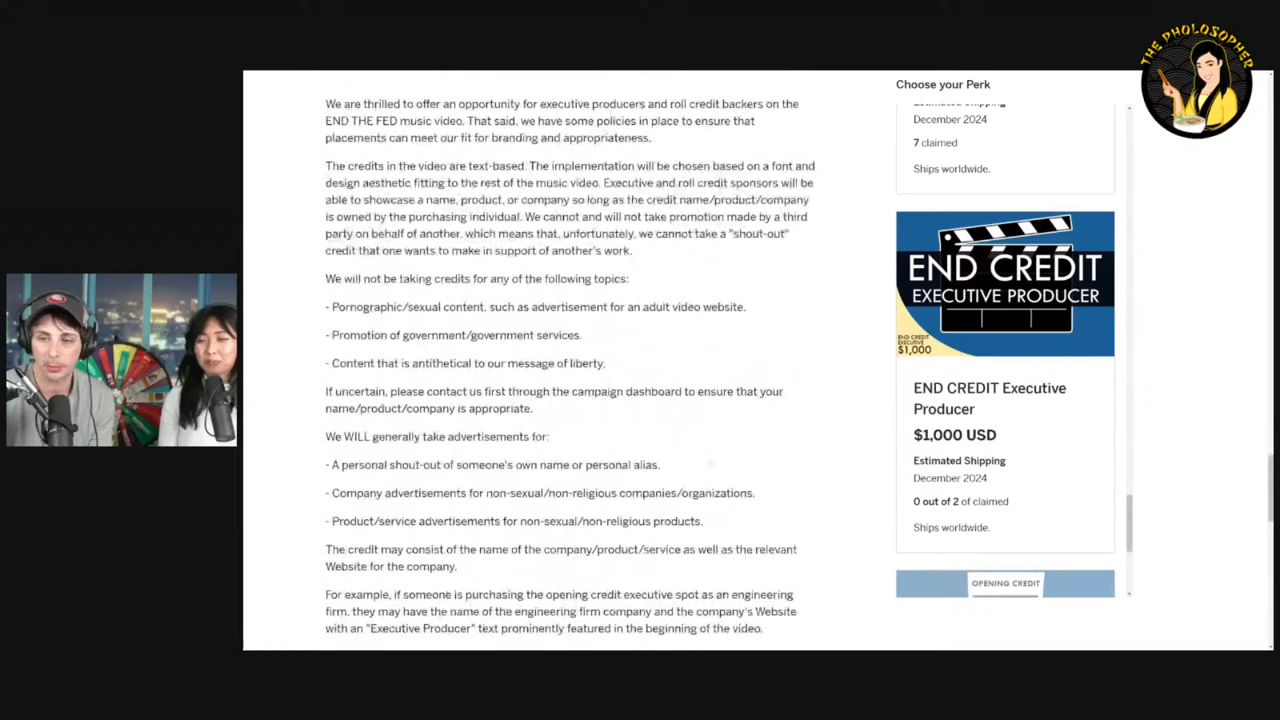 THE PHOLOSOPHER
We are thrilled to offer an opportunity for executive producers and roll credit backers on the
END THE FED music video. That said, we have some policies in place to ensure that
placements can meet our fit for branding and appropriateness.
The credits in the video are text-based. The implementation will be chosen based on a font and
design aesthetic fitting to the rest of the music video. Executive and roll credit sponsors will be
able to showcase a name, product, or company so long as the credit name/product/company
is owned by the purchasing individual. We cannot and will not take promotion made by a third
party on behalf of another, which means that, unfortunately, we cannot take a "shout-out"
credit that one wants to make in support of another's work.
We will not be taking credits for any of the following topics:
- Pornographic/sexual content, such as advertisement for an adult video website.
- Promotion of government/government services.
- Content that is antithetical to our message of liberty.
If uncertain, please contact us first through the campaign dashboard to ensure that your
name/product/company is appropriate.
We WILL generally take advertisements for:
- A personal shout-out of someone's own name or personal alias.
- Company advertisements for non-sexual/non-religious companies/organizations.
- Product/service advertisements for non-sexual/non-religious products.
The credit may consist of the name of the company/product/service as well as the relevant
Website for the company.
For example, if someone is purchasing the opening credit executive spot as an engineering
firm, they may have the name of the engineering firm company and the company's Website
with an "Executive Producer" text prominently featured in the beginning of the video.
Choose your Perk
Estimated Shipping
December 2024
7 claimed
Ships worldwide.
END CREDIT
EXECUTIVE PRODUCER
END CREDIT
EXECUTIVE
$1,000
END CREDIT Executive
Producer
$1,000 USD
Estimated Shipping
December 2024
0 out of 2 of claimed
Ships worldwide.
OPENING CREDIT